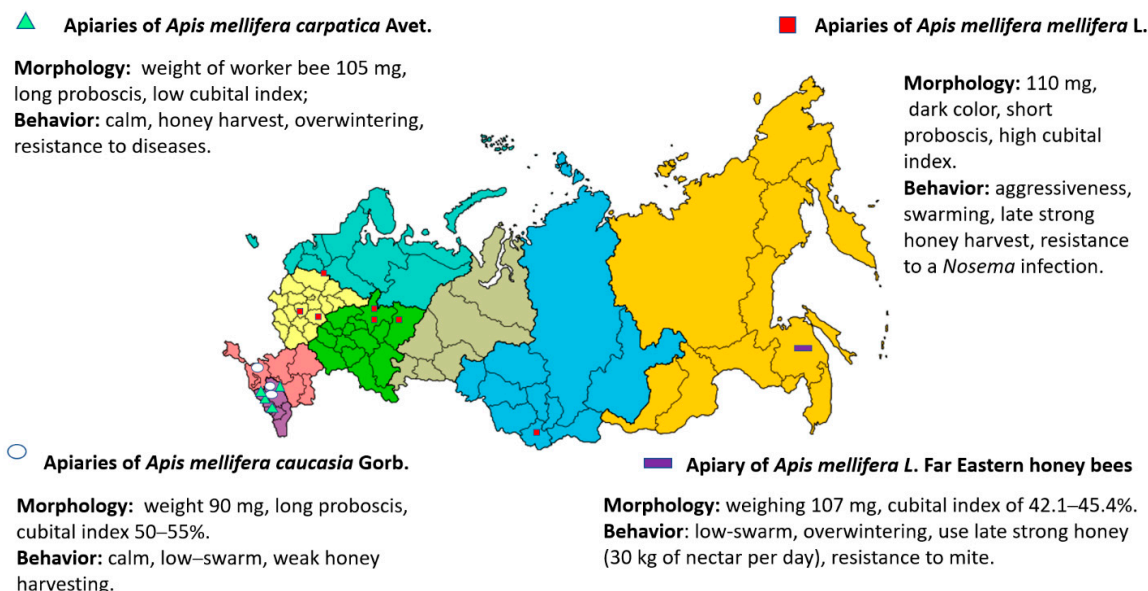 Apiaries of Apis mellifera carpatica Avet.
Morphology: weight of worker bee 105 mg,
long proboscis, low cubital index;
Behavior: calm, honey harvest, overwintering,
resistance to diseases.
Apiaries of Apis mellifera mellifera L.
Morphology: 110 mg,
dark color, short
proboscis, high cubital
index.
Behavior: aggressiveness,
swarming, late strong
honey harvest, resistance
to a Nosema infection.
Apiaries of Apis mellifera caucasia Gorb.
Morphology: weight 90 mg, long proboscis,
cubital index 50–55%.
Behavior: calm, low–swarm, weak honey
harvesting.
Apiary of Apis mellifera L. Far Eastern honey bees
Morphology: weighing 107 mg, cubital index of 42.1–45.4%.
Behavior: low-swarm, overwintering, use late strong honey
(30 kg of nectar per day), resistance to mite.